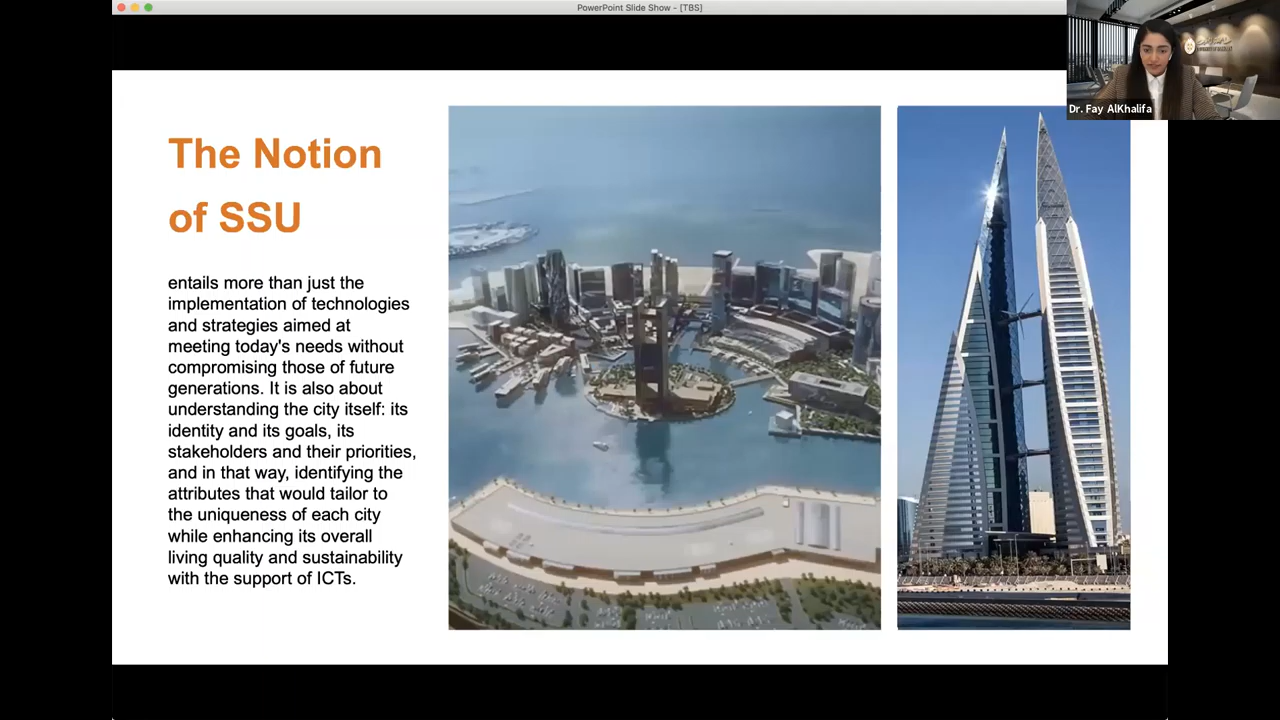 PowerPoint Slide Show - [TBS]
Dr. Fay AlKhalifa
The Notion
of SSU
entails more than just the
implementation of technologies
and strategies aimed at
meeting today's needs without
compromising those of future
generations. It is also about
understanding the city itself: its
identity and its goals, its
stakeholders and their priorities,
and in that way, identifying the
attributes that would tailor to
the uniqueness of each city
while enhancing its overall
living quality and sustainability
with the support of ICTs.